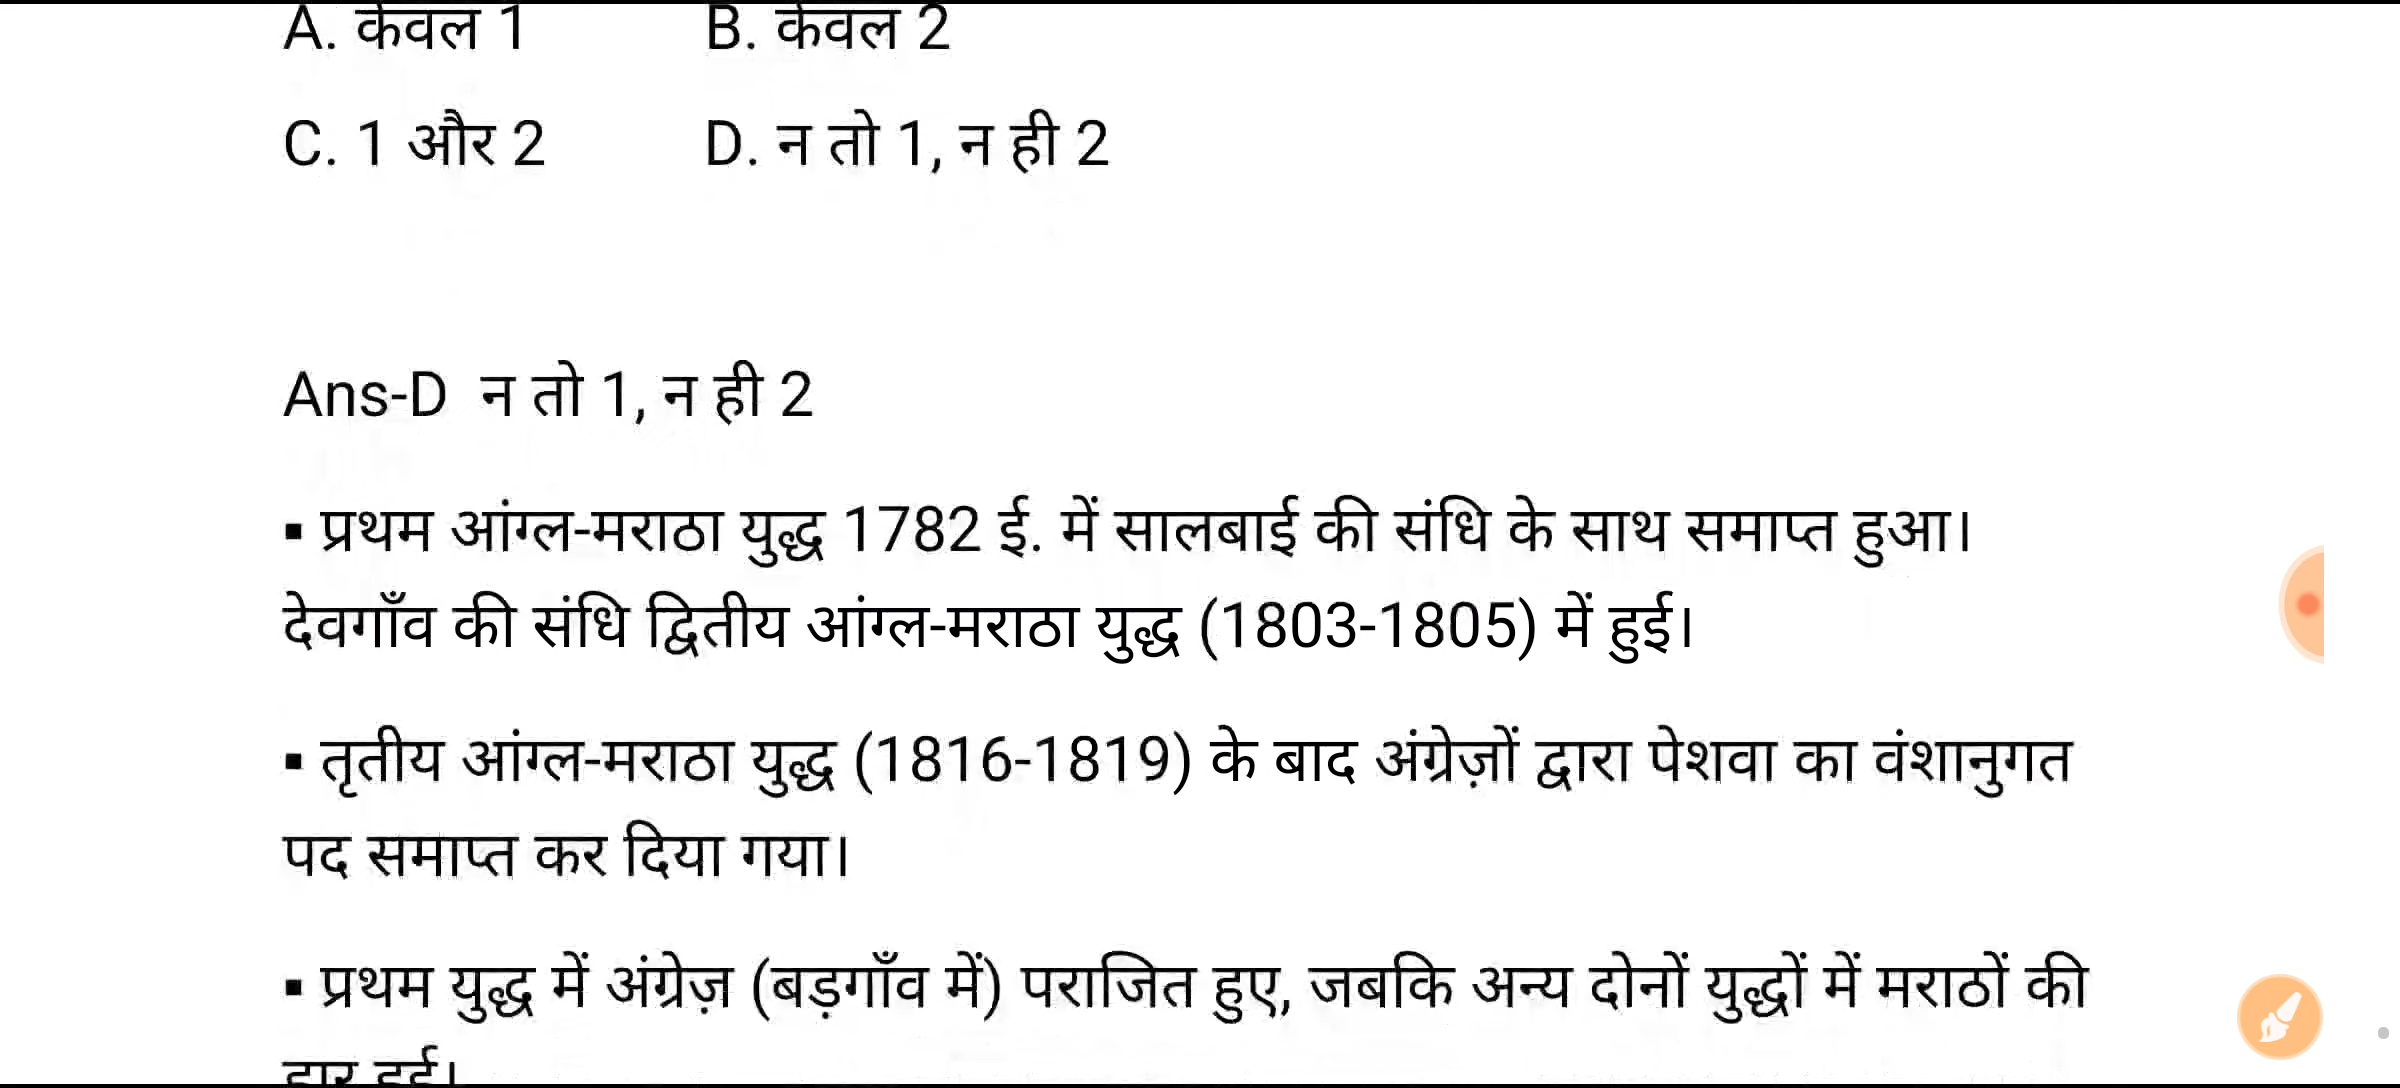 A. केवल 1 B. केवल 2
C. 1 और 2 D. न तो 1, न ही 2
Ans-D न तो 1, न ही 2
▪ प्रथम आंग्ल-मराठा युद्ध 1782 ई. में सालबाई की संधि के साथ समाप्त हुआ।
देवगाँव की संधि द्वितीय आंग्ल-मराठा युद्ध (1803-1805) में हुई।
▪ तृतीय आंग्ल-मराठा युद्ध (1816-1819) के बाद अंग्रेज़ों द्वारा पेशवा का वंशानुगत
पद समाप्त कर दिया गया।
▪ प्रथम युद्ध में अंग्रेज़ (बड़गाँव में) पराजित हुए, जबकि अन्य दोनों युद्धों में मराठों की
हार हुई।